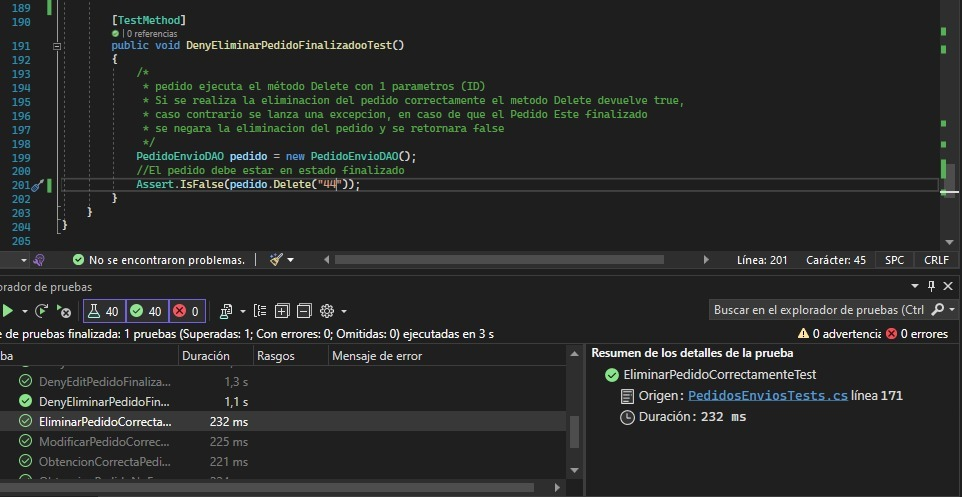 189
190 [TestMethod]
0 referencias
191 public void DenyEliminarPedidoFinalizadooTest()
192 {
193 /*
194 * pedido ejecuta el método Delete con 1 parametros (ID)
195 * Si se realiza la eliminacion del pedido correctamente el metodo Delete devuelve true,
196 * caso contrario se lanza una excepcion, en caso de que el Pedido Este finalizado
197 * se negara la eliminacion del pedido y se retornara false
198 */
199 PedidoEnvioDAO pedido = new PedidoEnvioDAO();
200 //El pedido debe estar en estado finalizado
201 Assert.IsFalse(pedido.Delete("44"));
202 }
203 }
204 }
205
No se encontraron problemas. Línea: 201 Carácter: 45 SPC CRLF
orador de pruebas
40 40 0 Buscar en el explorador de pruebas (Ctrl
e de pruebas finalizada: 1 pruebas (Superadas: 1; Con errores: 0; Omitidas: 0) ejecutadas en 3 s 0 advertencia 0 errores
ba Duración Rasgos Mensaje de error
DenyEditPedidoFinaliza... 1,3 s
DenyEliminarPedidoFin... 1,1 s
EliminarPedidoCorrecta... 232 ms
ModificarPedidoCorrec... 225 ms
ObtencionCorrectaPedi... 221 ms
Resumen de los detalles de la prueba
EliminarPedidoCorrectamenteTest
Origen: PedidosEnviosTests.cs línea 171
Duración: 232 ms